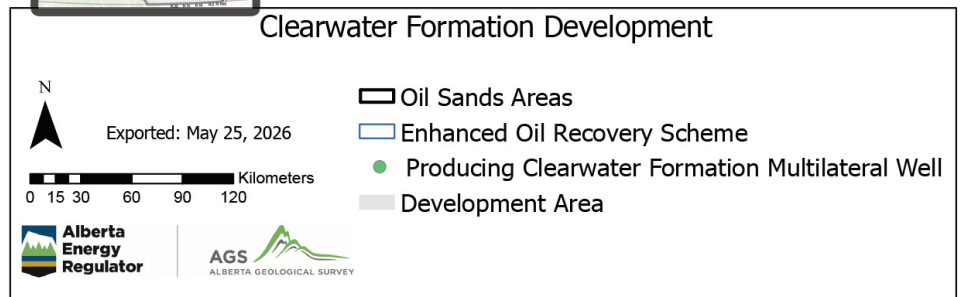 Clearwater Formation Development
N
Exported: May 25, 2026
Kilometers
0 15 30 60 90 120
Oil Sands Areas
Enhanced Oil Recovery Scheme
Producing Clearwater Formation Multilateral Well
Development Area
Alberta
Energy
Regulator
AGS
ALBERTA GEOLOGICAL SURVEY